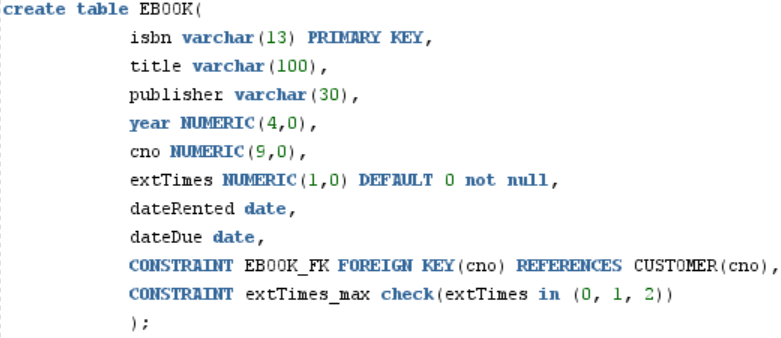 create table EBOOK(
isbn varchar(13) PRIMARY KEY,
title varchar(100),
publisher varchar(30),
year NUMERIC(4,0),
cno NUMERIC(9,0),
extTimes NUMERIC(1,0) DEFAULT 0 not null,
dateRented date,
dateDue date,
CONSTRAINT EBOOK_FK FOREIGN KEY(cno) REFERENCES CUSTOMER(cno),
CONSTRAINT extTimes_max check(extTimes in (0, 1, 2))
);